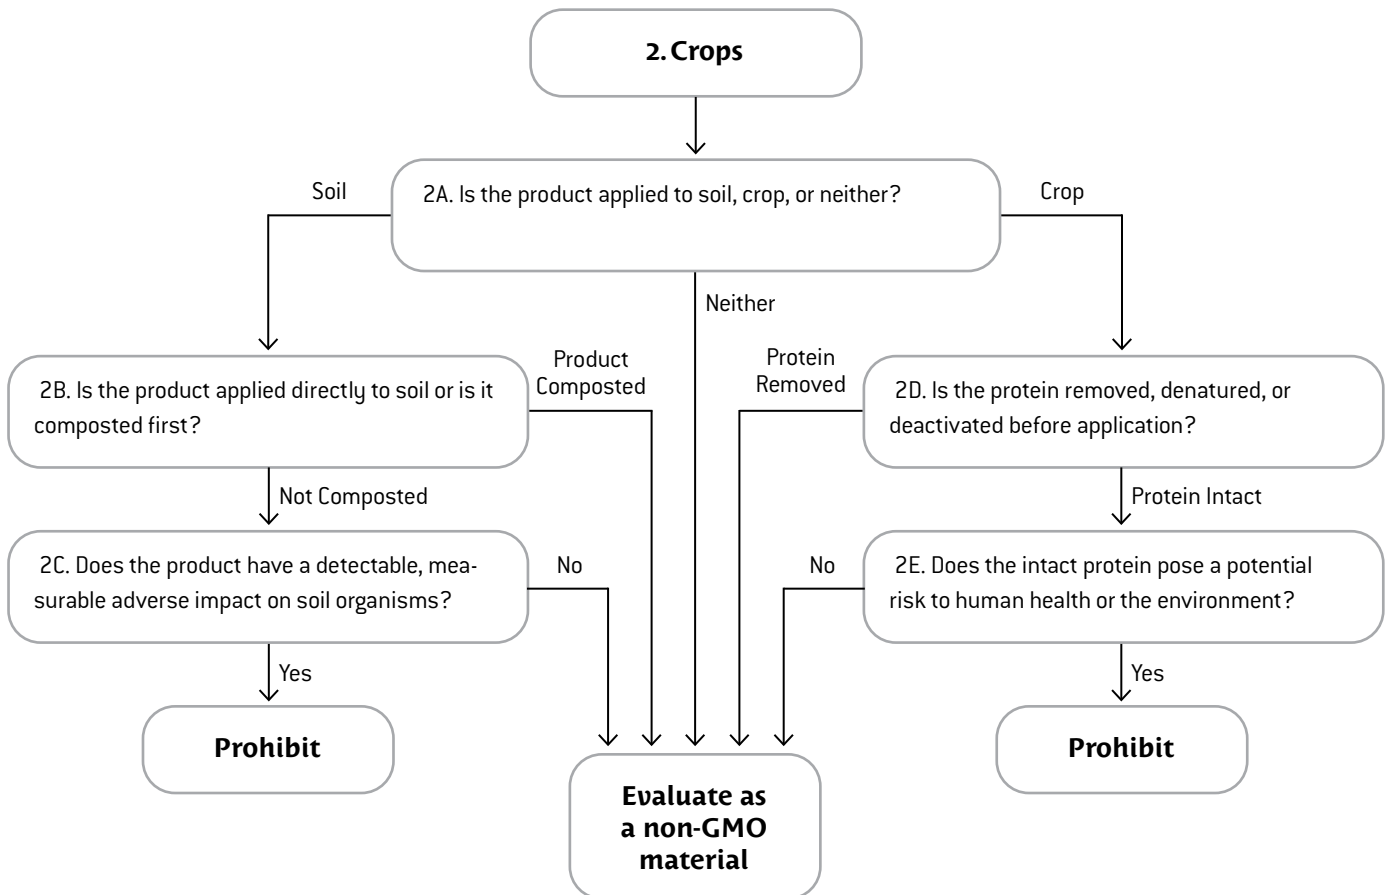 2. Crops
2A. Is the product applied to soil, crop, or neither?
Soil
Crop
Neither
2B. Is the product applied directly to soil or is it
composted first?
Product
Composted
Protein
Removed
2D. Is the protein removed, denatured, or
deactivated before application?
Not Composted
Protein Intact
2C. Does the product have a detectable, mea-
surable adverse impact on soil organisms?
No
No
2E. Does the intact protein pose a potential
risk to human health or the environment?
Yes
Yes
Prohibit
Prohibit
Evaluate as
a non-GMO
material